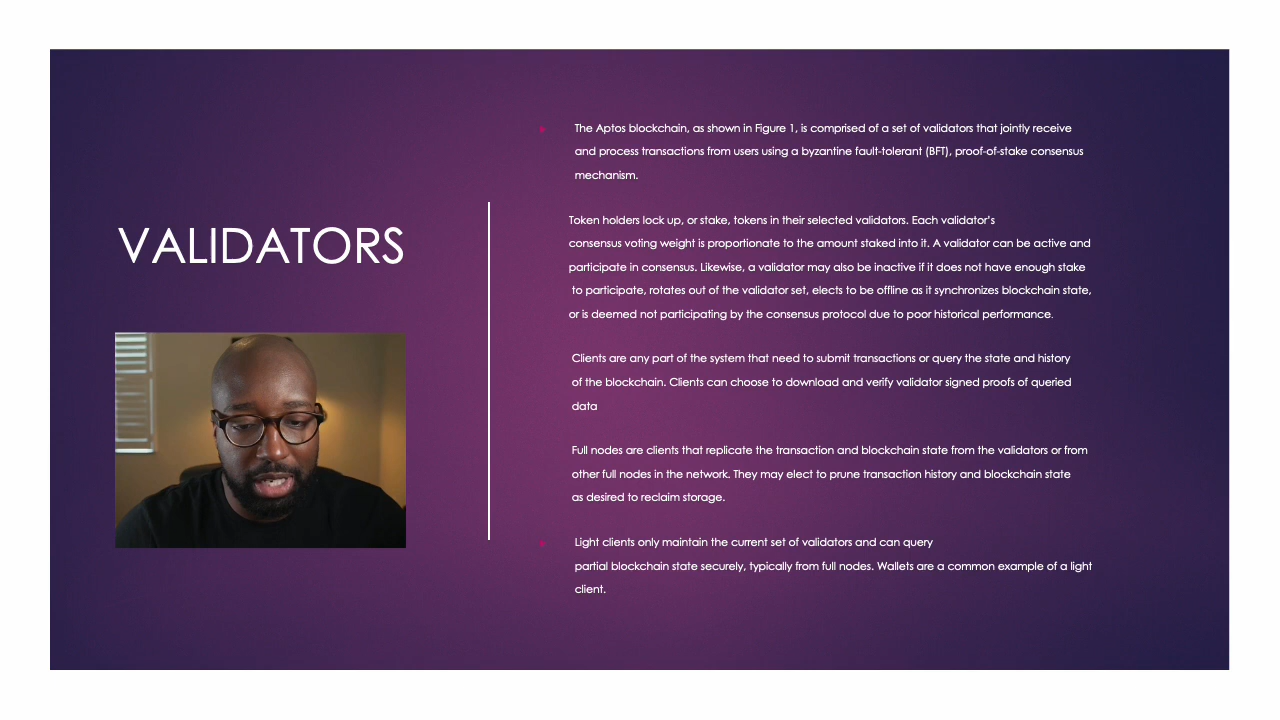 VALIDATORS
The Aptos blockchain, as shown in Figure 1, is comprised of a set of validators that jointly receive
and process transactions from users using a byzantine fault-tolerant (BFT), proof-of-stake consensus
mechanism.
Token holders lock up, or stake, tokens in their selected validators. Each validator’s
consensus voting weight is proportionate to the amount staked into it. A validator can be active and
participate in consensus. Likewise, a validator may also be inactive if it does not have enough stake
to participate, rotates out of the validator set, elects to be offline as it synchronizes blockchain state,
or is deemed not participating by the consensus protocol due to poor historical performance.
Clients are any part of the system that need to submit transactions or query the state and history
of the blockchain. Clients can choose to download and verify validator signed proofs of queried
data
Full nodes are clients that replicate the transaction and blockchain state from the validators or from
other full nodes in the network. They may elect to prune transaction history and blockchain state
as desired to reclaim storage.
Light clients only maintain the current set of validators and can query
partial blockchain state securely, typically from full nodes. Wallets are a common example of a light
client.